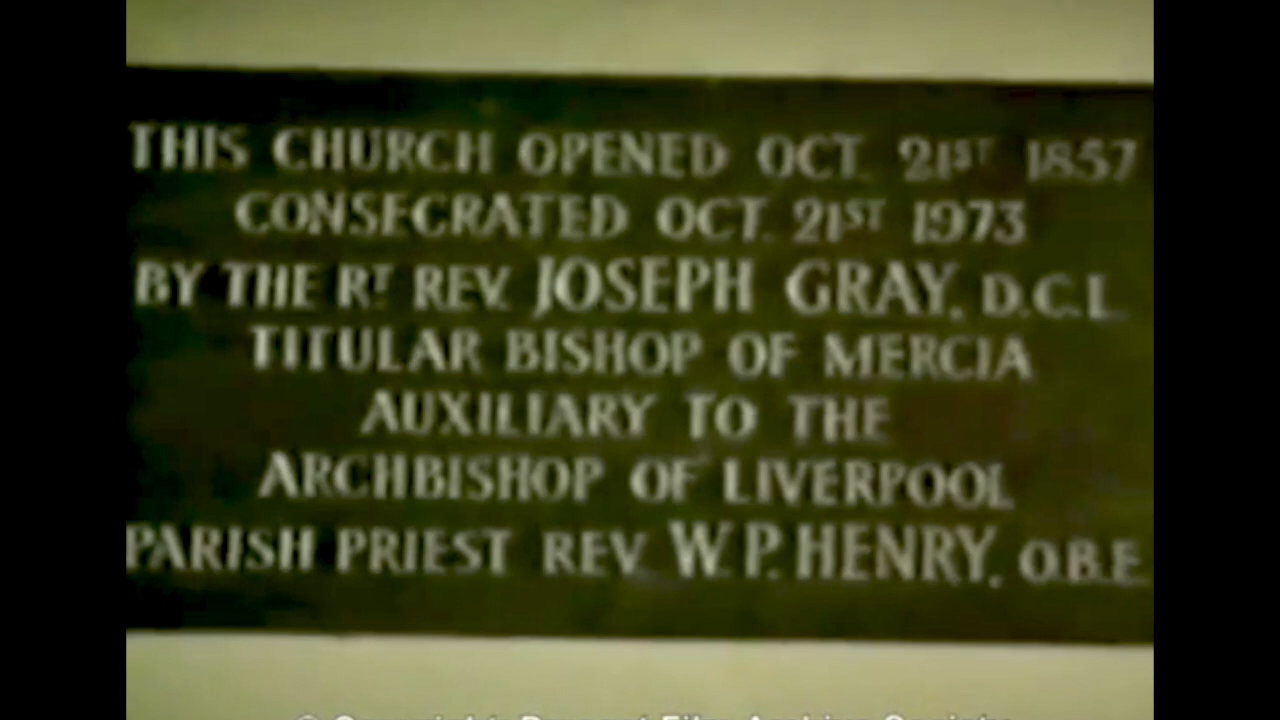 THIS CHURCH OPENED OCT. 21ST 1857
CONSECRATED OCT. 21ST 1973
BY THE RT REV. JOSEPH GRAY, D.C.L.
TITULAR BISHOP OF MERCIA
AUXILIARY TO THE
ARCHBISHOP OF LIVERPOOL
PARISH PRIEST REV. W.P. HENRY, O.B.E.